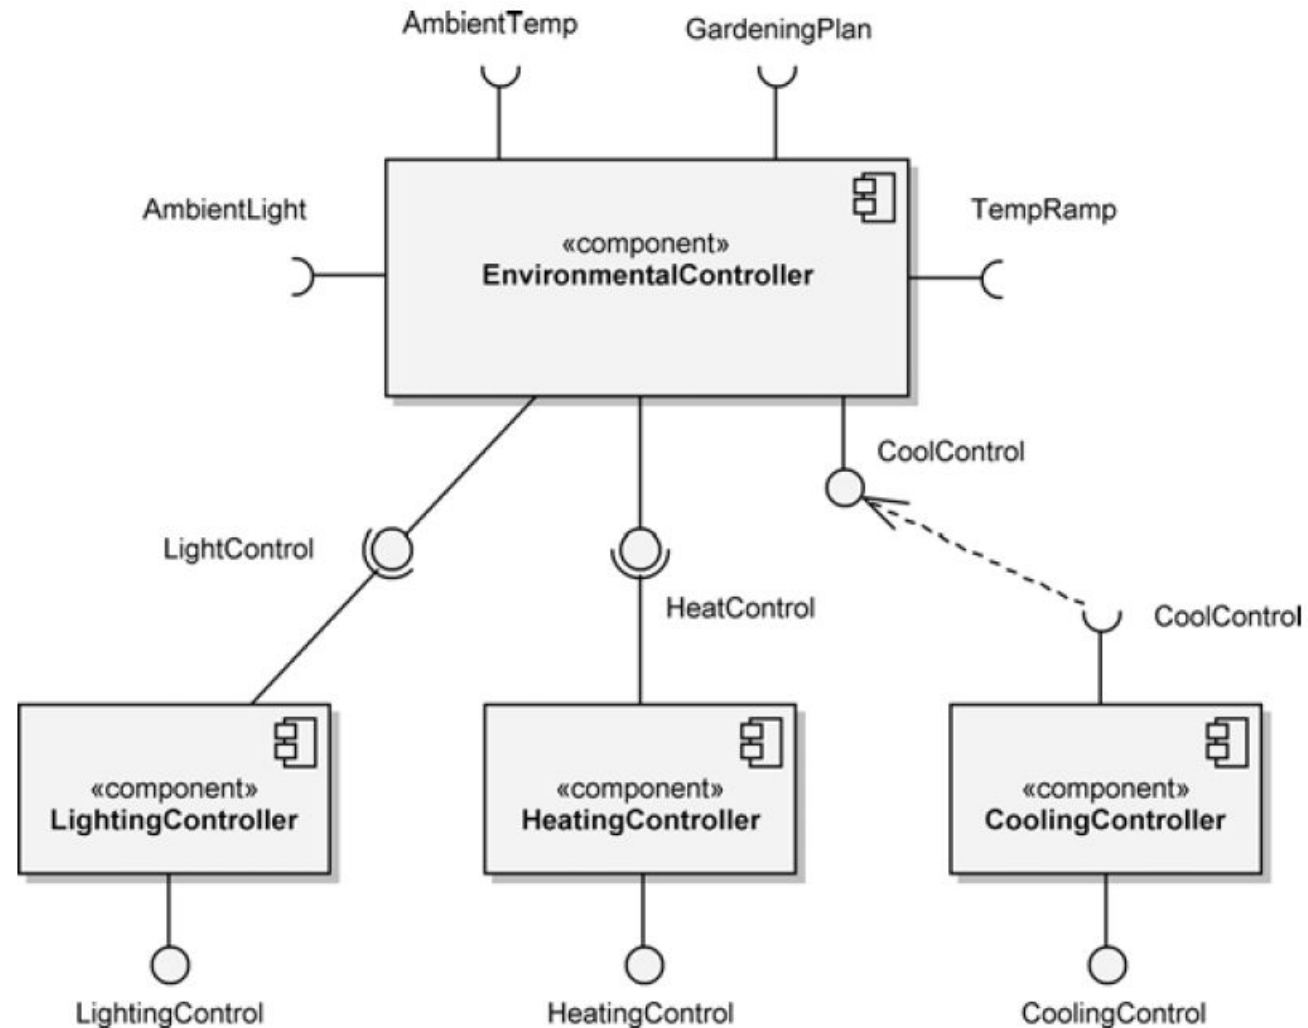 AmbientTemp
GardeningPlan
AmbientLight
TempRamp
«component»
EnvironmentalController
CoolControl
LightControl
HeatControl
CoolControl
«component»
LightingController
«component»
HeatingController
«component»
CoolingController
LightingControl
HeatingControl
CoolingControl